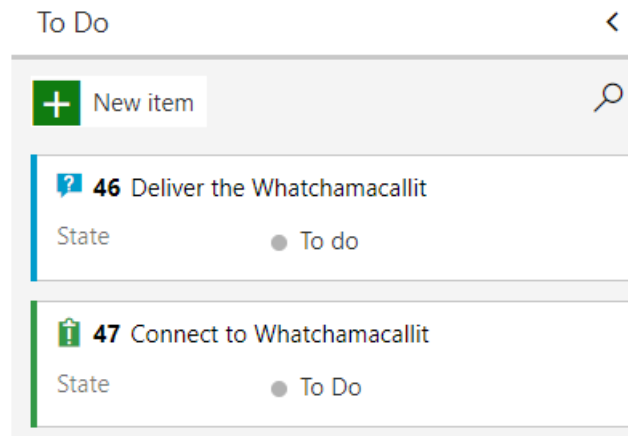 To Do
New item
46 Deliver the Whatchamacallit
State To do
47 Connect to Whatchamacallit
State To Do